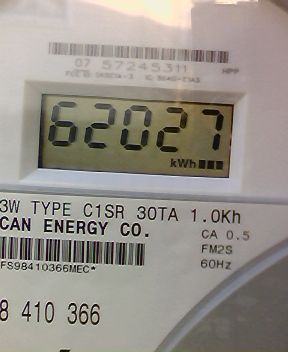 07 57245311
HPP
62027
kWh
3W TYPE C1SR 30TA 1.0Kh
CAN ENERGY CO.
CA 0.5
FM2S
FS98410366MEC*
60Hz
8 410 366